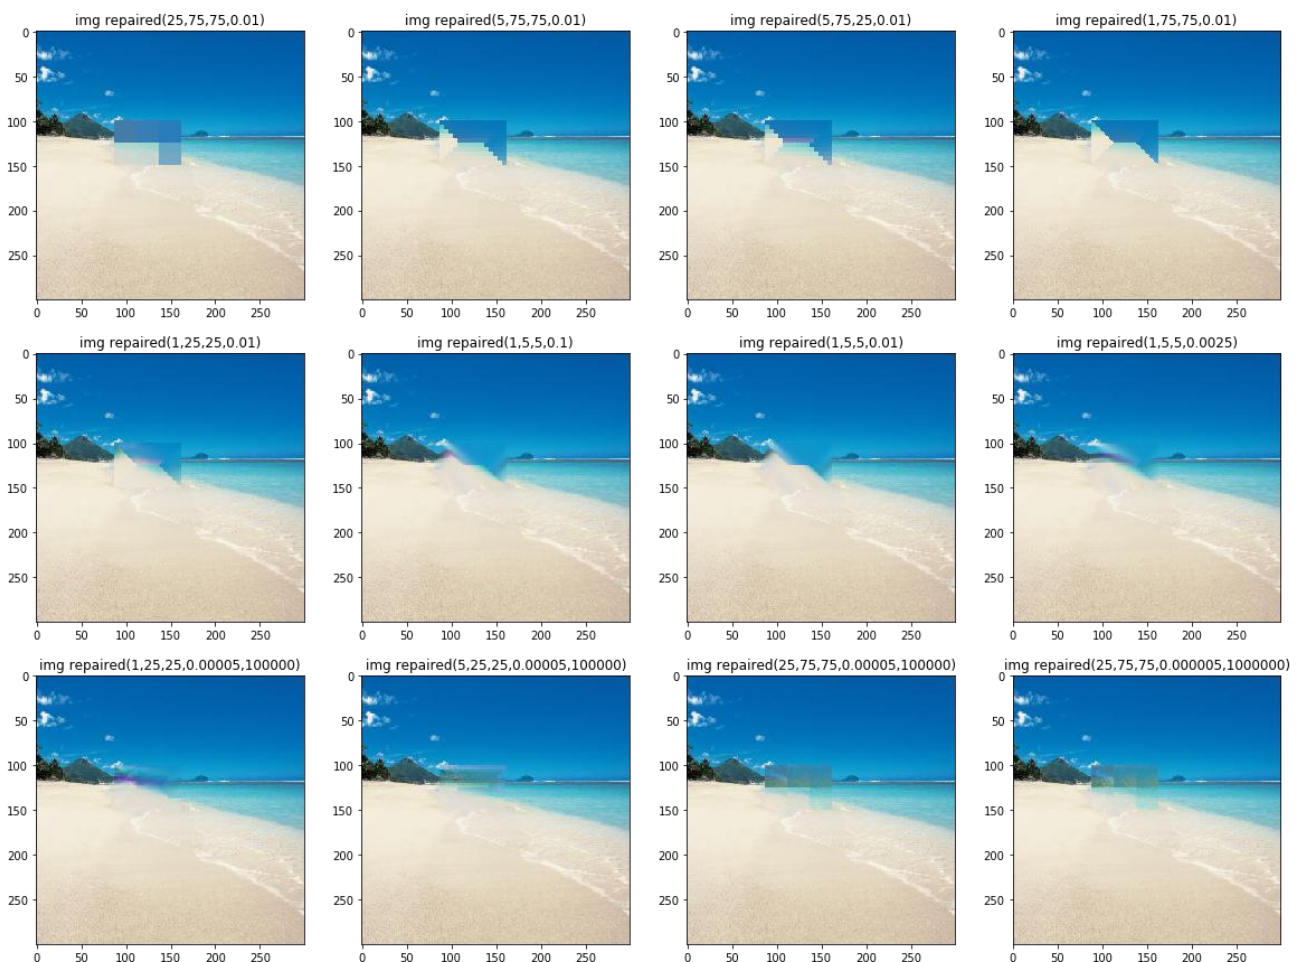 img repaired(25,75,75,0.01) img repaired(5,75,75,0.01) img repaired(5,75,25,0.01) img repaired(1,75,75,0.01)
0 0 0 0
50 50 50 50
100 100 100 100
150 150 150 150
200 200 200 200
250 250 250 250
0 50 100 150 200 250 0 50 100 150 200 250 0 50 100 150 200 250 0 50 100 150 200 250
img repaired(1,25,25,0.01) img repaired(1,5,5,0.1) img repaired(1,5,5,0.01) img repaired(1,5,5,0.0025)
0 0 0 0
50 50 50 50
100 100 100 100
150 150 150 150
200 200 200 200
250 250 250 250
0 50 100 150 200 250 0 50 100 150 200 250 0 50 100 150 200 250 0 50 100 150 200 250
img repaired(1,25,25,0.00005,100000) img repaired(5,25,25,0.00005,100000) img repaired(25,75,75,0.00005,100000) img repaired(25,75,75,0.000005,1000000)
0 0 0 0
50 50 50 50
100 100 100 100
150 150 150 150
200 200 200 200
250 250 250 250
0 50 100 150 200 250 0 50 100 150 200 250 0 50 100 150 200 250 0 50 100 150 200 250